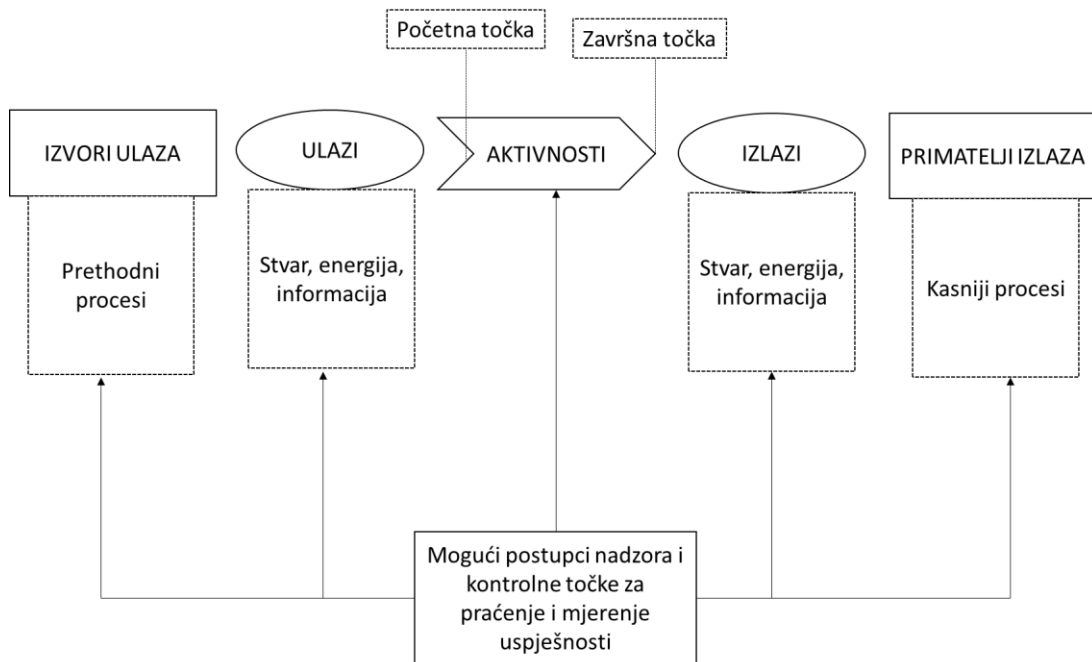 Početna točka
Završna točka
IZVORI ULAZA
ULAZI
AKTIVNOSTI
IZLAZI
PRIMATELJI IZLAZA
Prethodni
procesi
Stvar, energija,
informacija
Stvar, energija,
informacija
Kasniji procesi
Mogući postupci nadzora i
kontrolne točke za
praćenje i mjerenje
uspješnosti